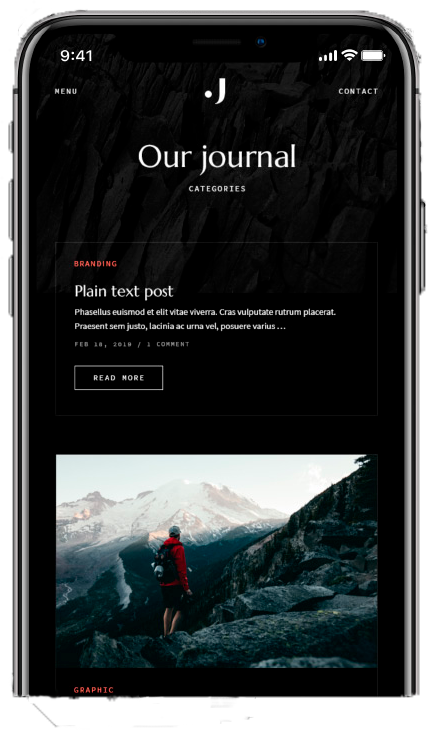 9:41
MENU
.J
CONTACT
Our journal
CATEGORIES
BRANDING
Plain text post
Phasellus euismod et elit vitae viverra. Cras vulputate rutrum placerat.
Praesent sem justo, lacinia ac urna vel, posuere varius ...
FEB 18, 2019 / 1 COMMENT
READ MORE
GRAPHIC